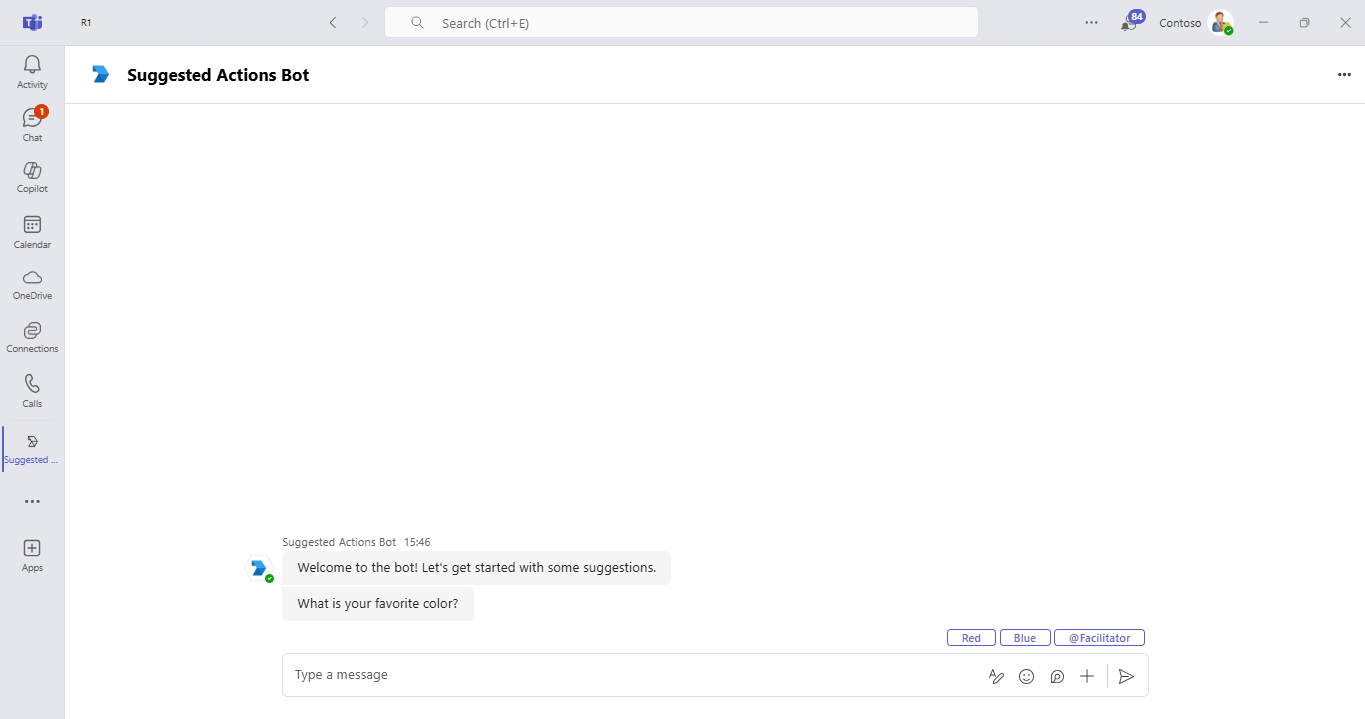 R1
Search (Ctrl+E)
84
Contoso
Activity
1
Chat
Copilot
Calendar
OneDrive
Connections
Calls
Suggested ...
Apps
Suggested Actions Bot
Suggested Actions Bot 15:46
Welcome to the bot! Let's get started with some suggestions.
What is your favorite color?
Red Blue @Facilitator
Type a message